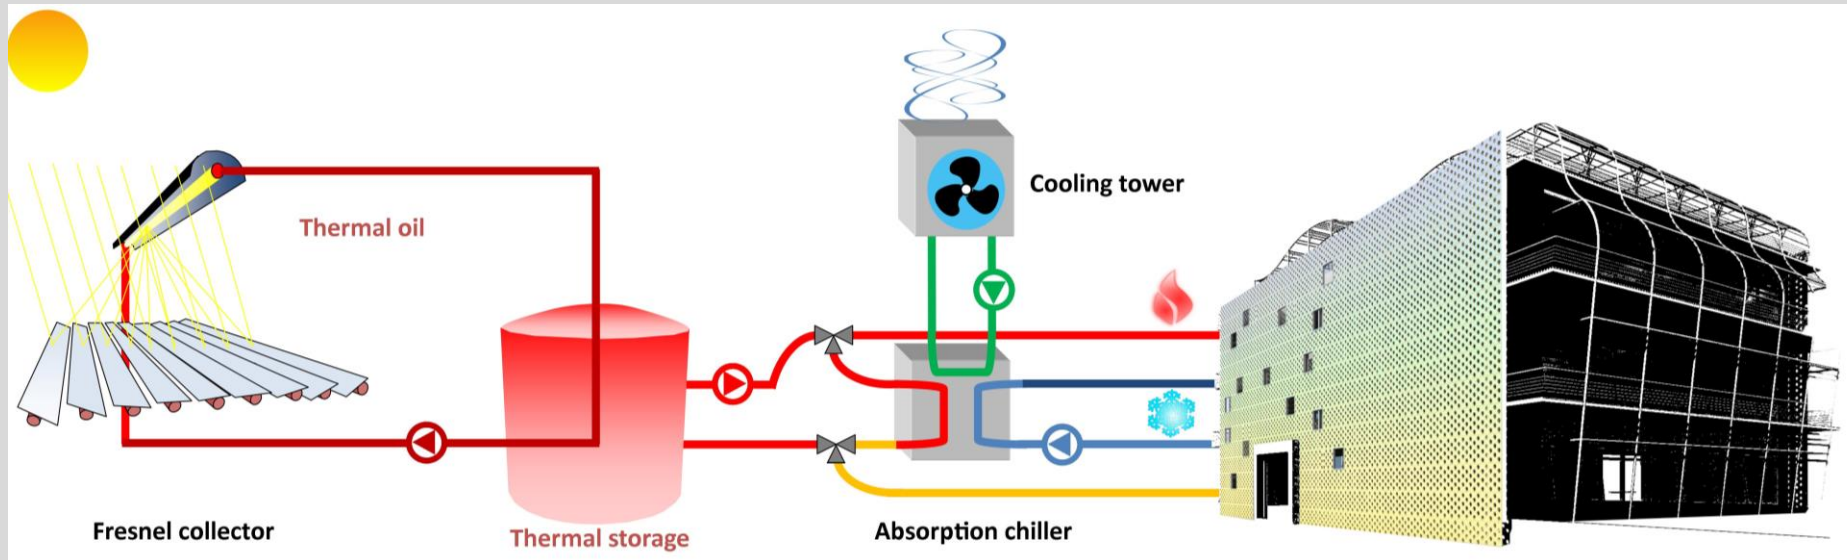 Cooling tower
Thermal oil
Fresnel collector
Thermal storage
Absorption chiller